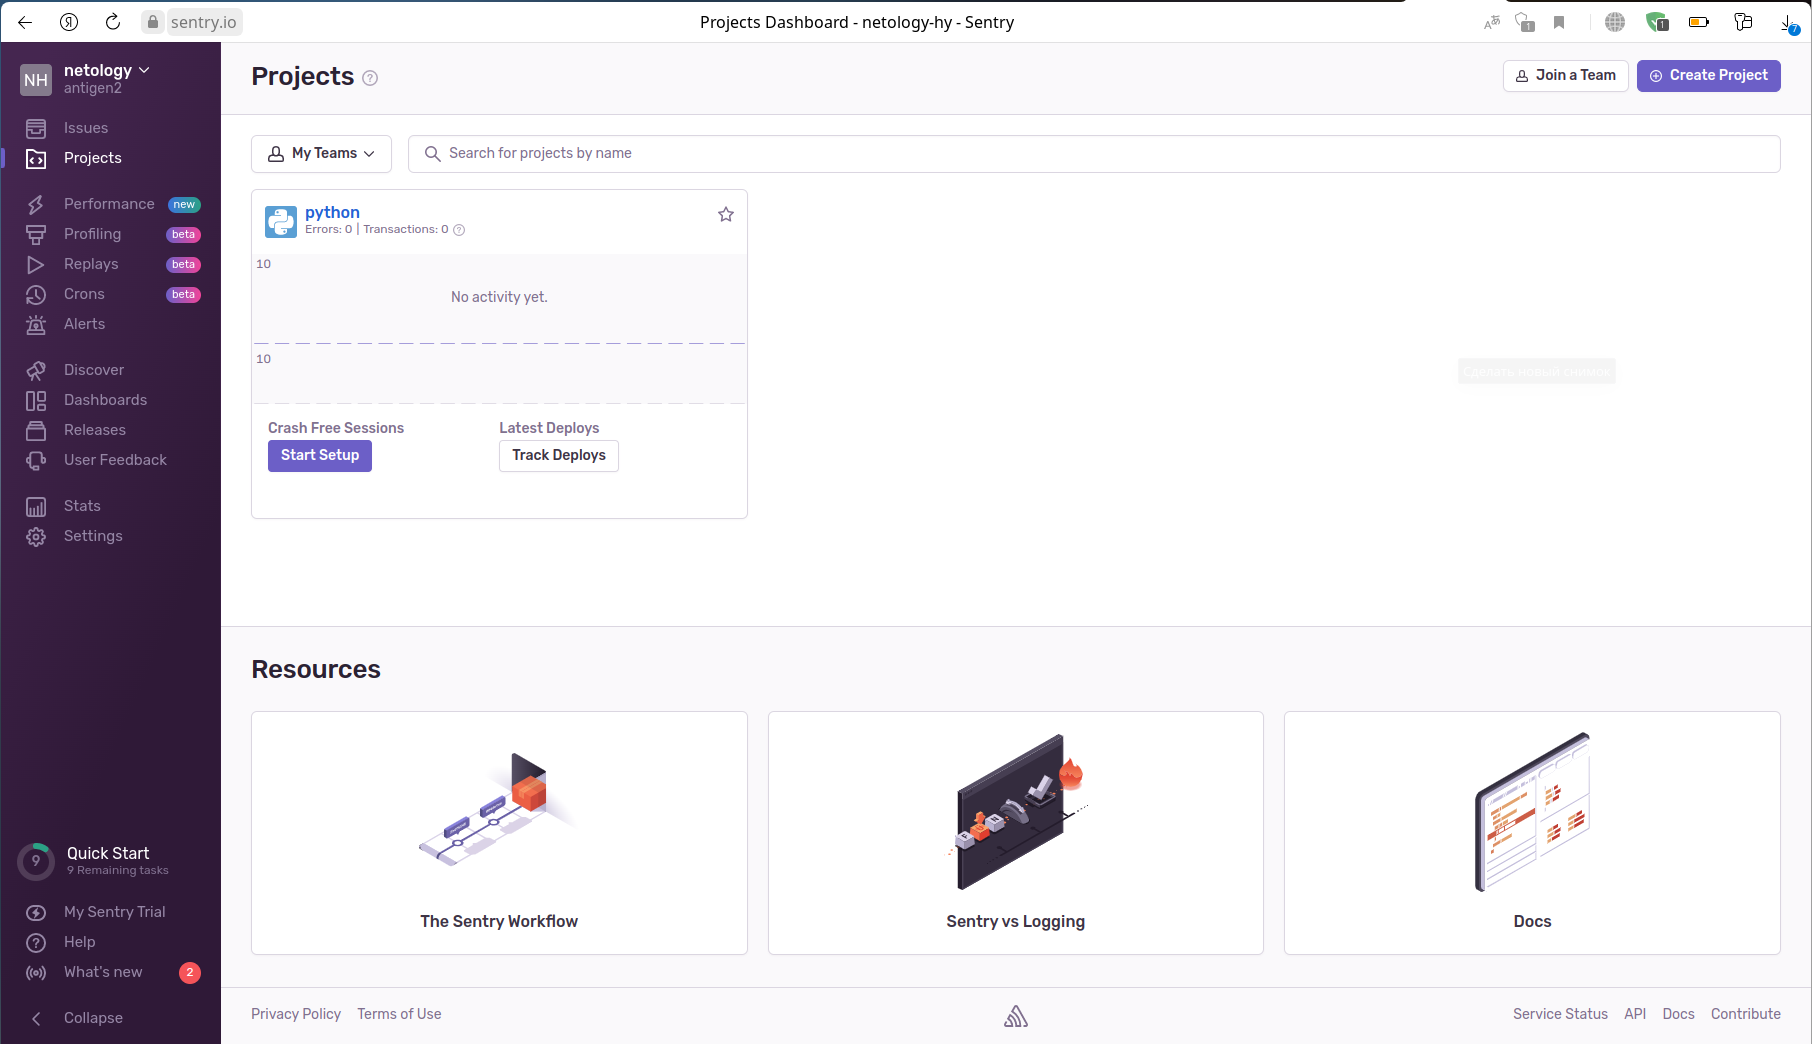 sentry.io
Projects Dashboard - netology-hy - Sentry
1
1
7
NH
netology
antigen2
Issues
Projects
Performance new
Profiling beta
Replays beta
Crons beta
Alerts
Discover
Dashboards
Releases
User Feedback
Stats
Settings
9
Quick Start
9 Remaining tasks
My Sentry Trial
Help
What's new 2
Collapse
Projects
Join a Team
Create Project
My Teams
Search for projects by name
python
Errors: 0 | Transactions: 0
10
No activity yet.
10
Crash Free Sessions
Start Setup
Latest Deploys
Track Deploys
Сделать новый снимок
Resources
The Sentry Workflow
Sentry vs Logging
Docs
Privacy Policy Terms of Use
Service Status API Docs Contribute